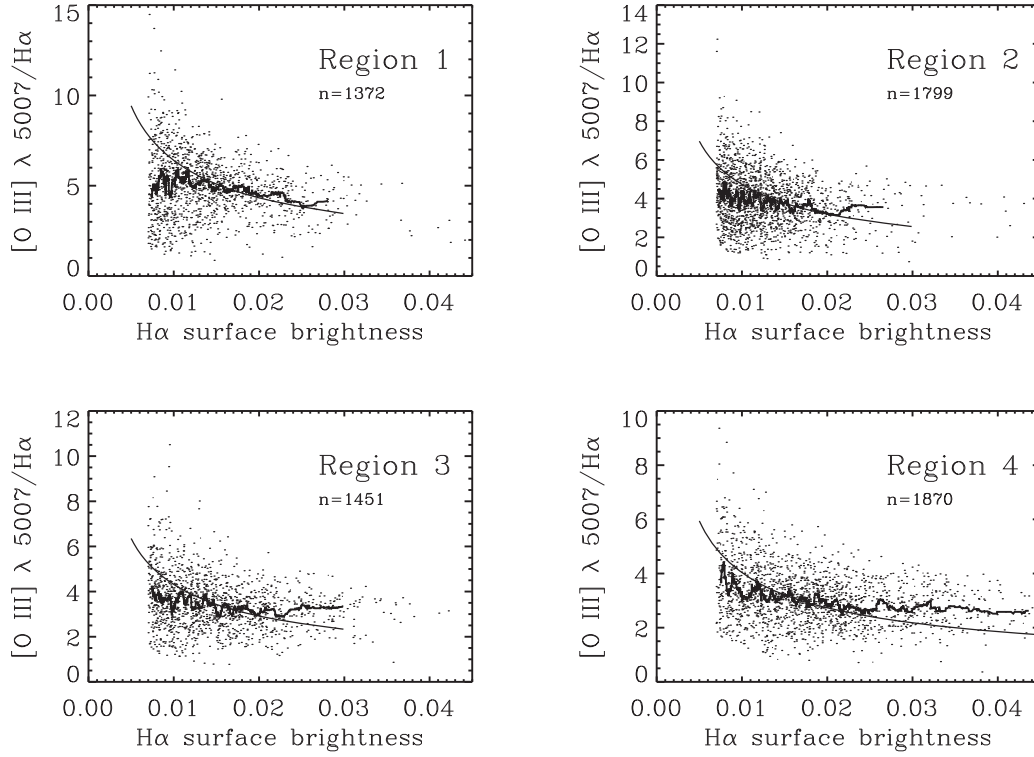 [O III] λ 5007/Hα
15
10
5
0
Region 1
n=1372
0.00 0.01 0.02 0.03 0.04
Hα surface brightness
[O III] λ 5007/Hα
14
12
10
8
6
4
2
0
Region 2
n=1799
0.00 0.01 0.02 0.03 0.04
Hα surface brightness
[O III] λ 5007/Hα
12
10
8
6
4
2
0
Region 3
n=1451
0.00 0.01 0.02 0.03 0.04
Hα surface brightness
[O III] λ 5007/Hα
10
8
6
4
2
0
Region 4
n=1870
0.00 0.01 0.02 0.03 0.04
Hα surface brightness